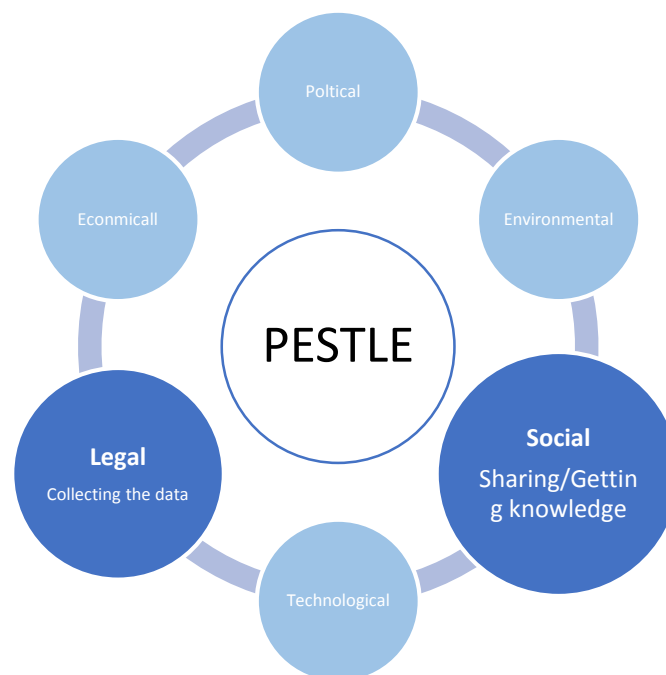 Poltical
Econmicall
Environmental
PESTLE
Legal
Collecting the data
Social
Sharing/Gettin
g knowledge
Technological